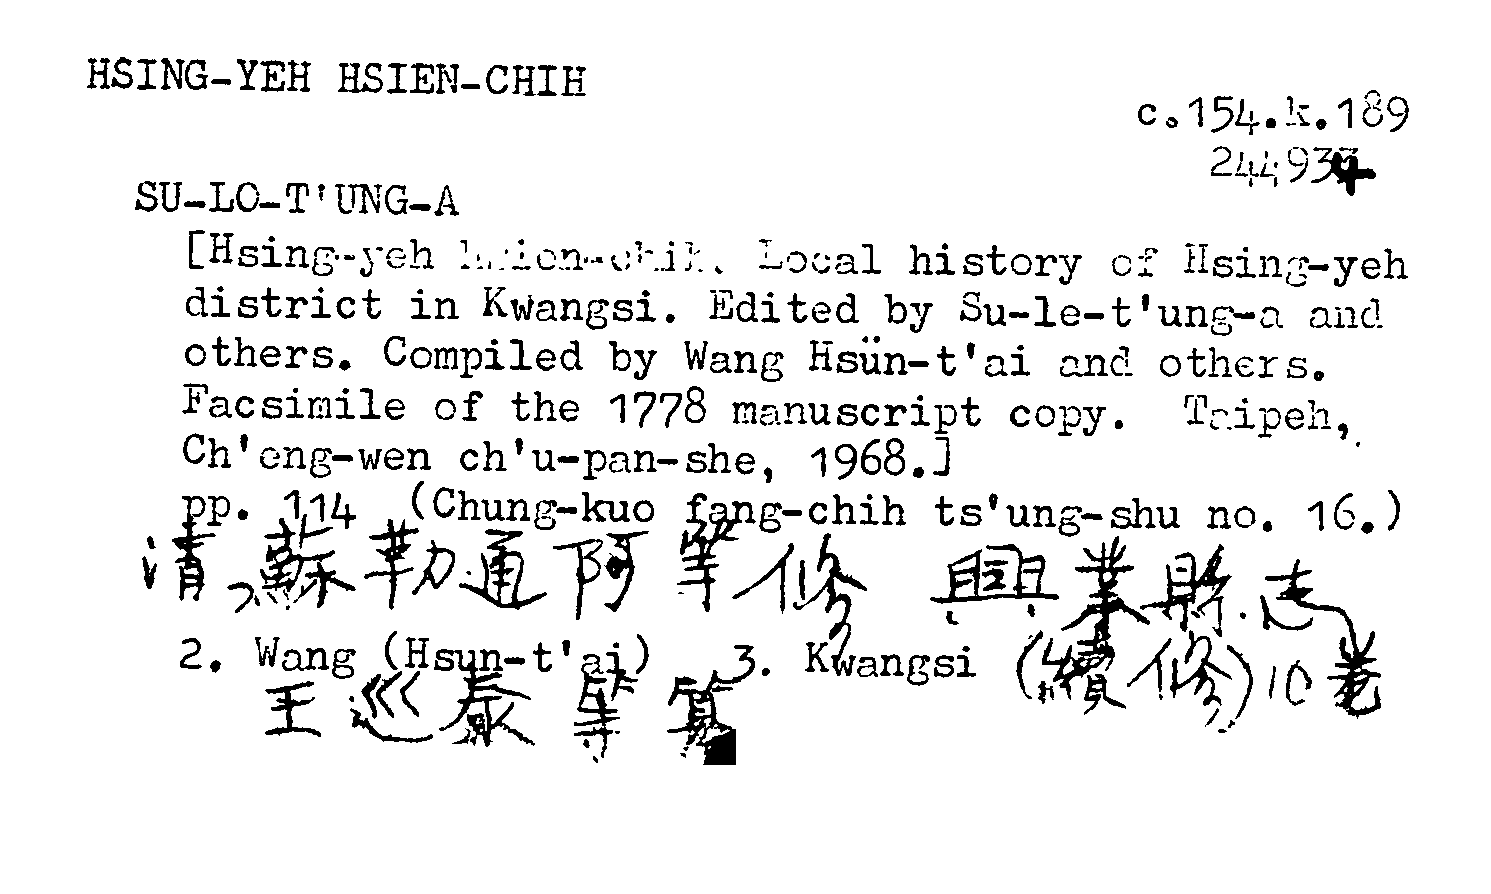 HSING-YEH HSIEN-CHIH
c.154.k.189
SU-LO-T'UNG-A
[Hsing-yeh hsien-chih. Local history of Hsing-yeh
district in Kwangsi. Edited by Su-le-t'ung-a and
others. Compiled by Wang Hsün-t'ai and others.
Facsimile of the 1778 manuscript copy. Taipeh,
Ch'eng-wen ch'u-pan-she, 1968.]
pp. 114 (Chung-kuo fang-chih ts'ung-shu no. 16.)
清、蘇勒通阿等修 興業縣志
2. Wang (Hsun-t'ai) 3. Kwangsi (續修)10卷
王巡泰等纂